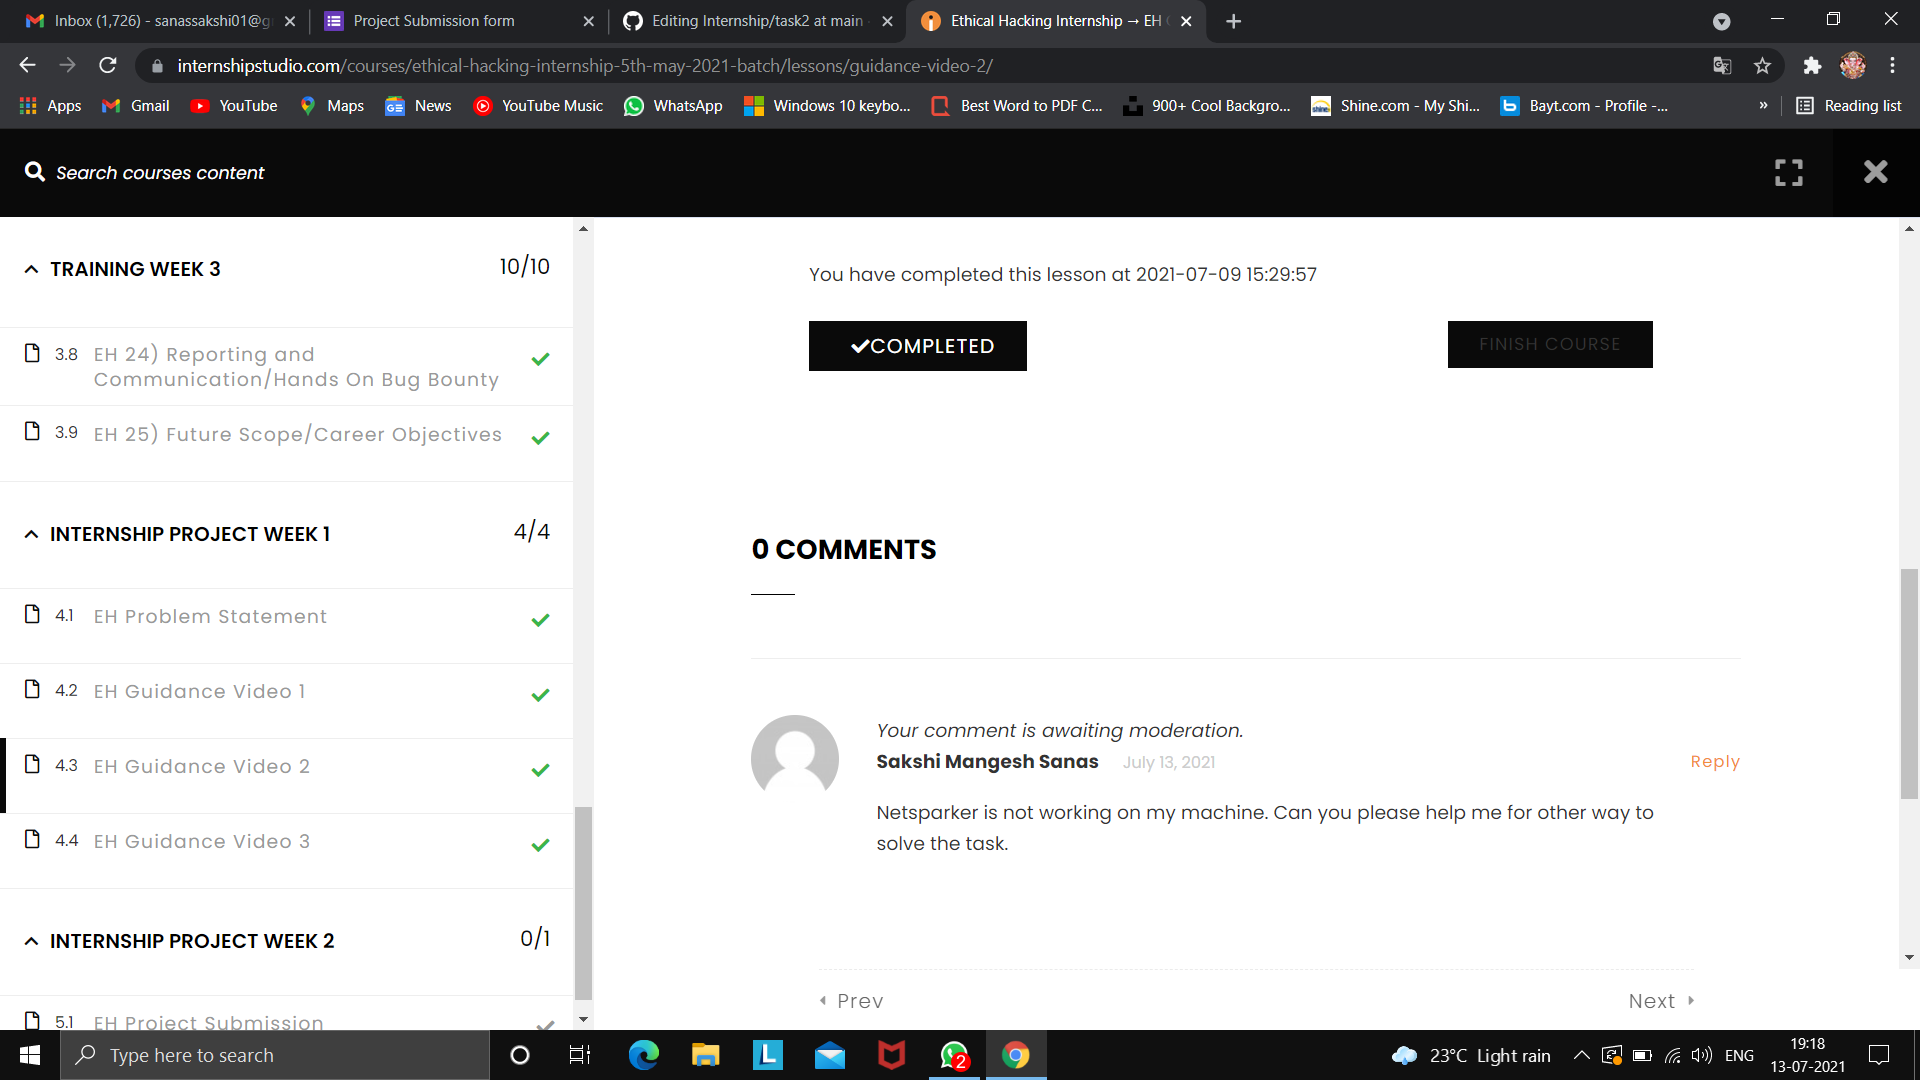 Inbox (1,726) - sanassakshi01@g
Project Submission form
Editing Internship/task2 at main
Ethical Hacking Internship → EH
internshipstudio.com/courses/ethical-hacking-internship-5th-may-2021-batch/lessons/guidance-video-2/
Apps
Gmail
YouTube
Maps
News
YouTube Music
WhatsApp
Windows 10 keybo...
Best Word to PDF C...
900+ Cool Backgro...
Shine.com - My Shi...
Bayt.com - Profile -...
»
Reading list
Search courses content
TRAINING WEEK 3 10/10
3.8 EH 24) Reporting and
Communication/Hands On Bug Bounty
3.9 EH 25) Future Scope/Career Objectives
INTERNSHIP PROJECT WEEK 1 4/4
4.1 EH Problem Statement
4.2 EH Guidance Video 1
4.3 EH Guidance Video 2
4.4 EH Guidance Video 3
INTERNSHIP PROJECT WEEK 2 0/1
5.1 EH Project Submission
You have completed this lesson at 2021-07-09 15:29:57
COMPLETED
FINISH COURSE
0 COMMENTS
Your comment is awaiting moderation.
Sakshi Mangesh Sanas July 13, 2021
Reply
Netsparker is not working on my machine. Can you please help me for other way to
solve the task.
Prev
Next
Type here to search
L
2
23°C Light rain
ENG
19:18
13-07-2021